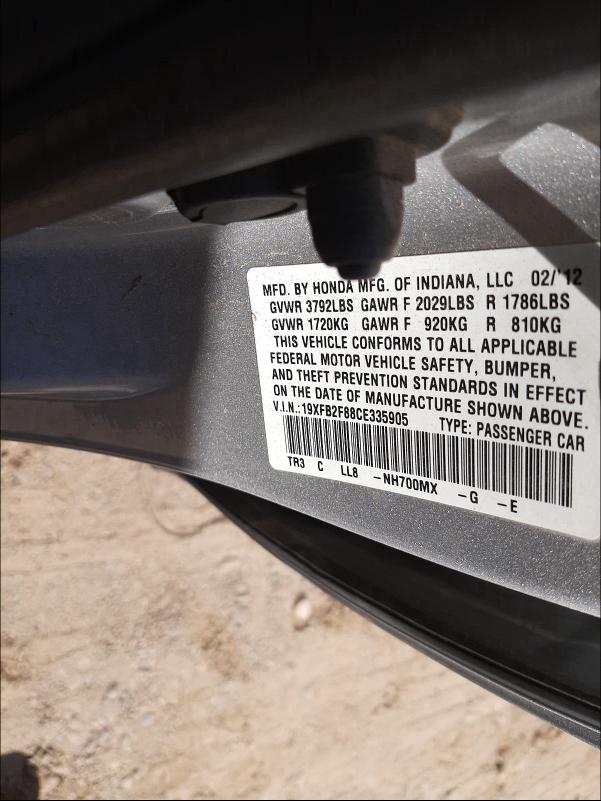 MFD. BY HONDA MFG. OF INDIANA, LLC 02/'12
GVWR 3792LBS GAWR F 2029LBS R 1786LBS
GVWR 1720KG GAWR F 920KG R 810KG
THIS VEHICLE CONFORMS TO ALL APPLICABLE
FEDERAL MOTOR VEHICLE SAFETY, BUMPER,
AND THEFT PREVENTION STANDARDS IN EFFECT
ON THE DATE OF MANUFACTURE SHOWN ABOVE.
V.I.N.:19XFB2F88CE335905 TYPE: PASSENGER CAR
TR3 C LL8 -NH700MX -G -E